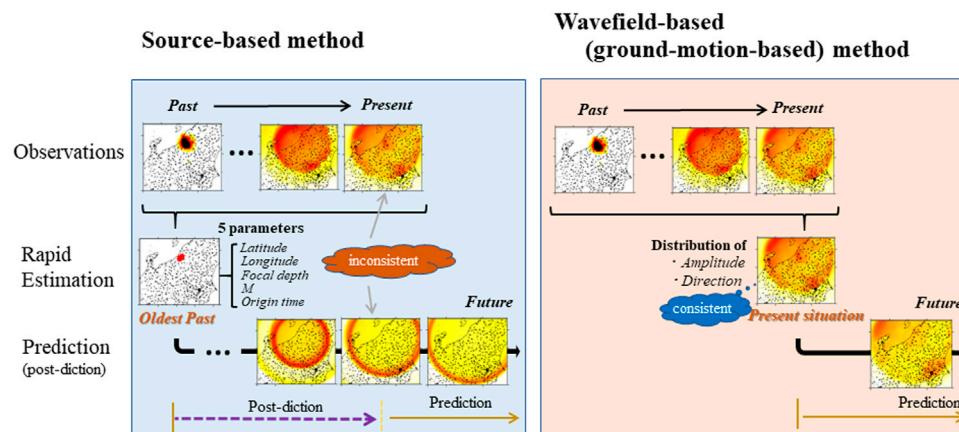 Source-based method
Wavefield-based
(ground-motion-based) method
Past
Present
Observations
Past
Present
5 parameters
Latitude
Longitude
Focal depth
M
Origin time
inconsistent
Rapid
Estimation
Oldest Past
Distribution of
・Amplitude
・Direction
consistent
Present situation
Future
Future
Prediction
(post-diction)
Post-diction
Prediction
Prediction